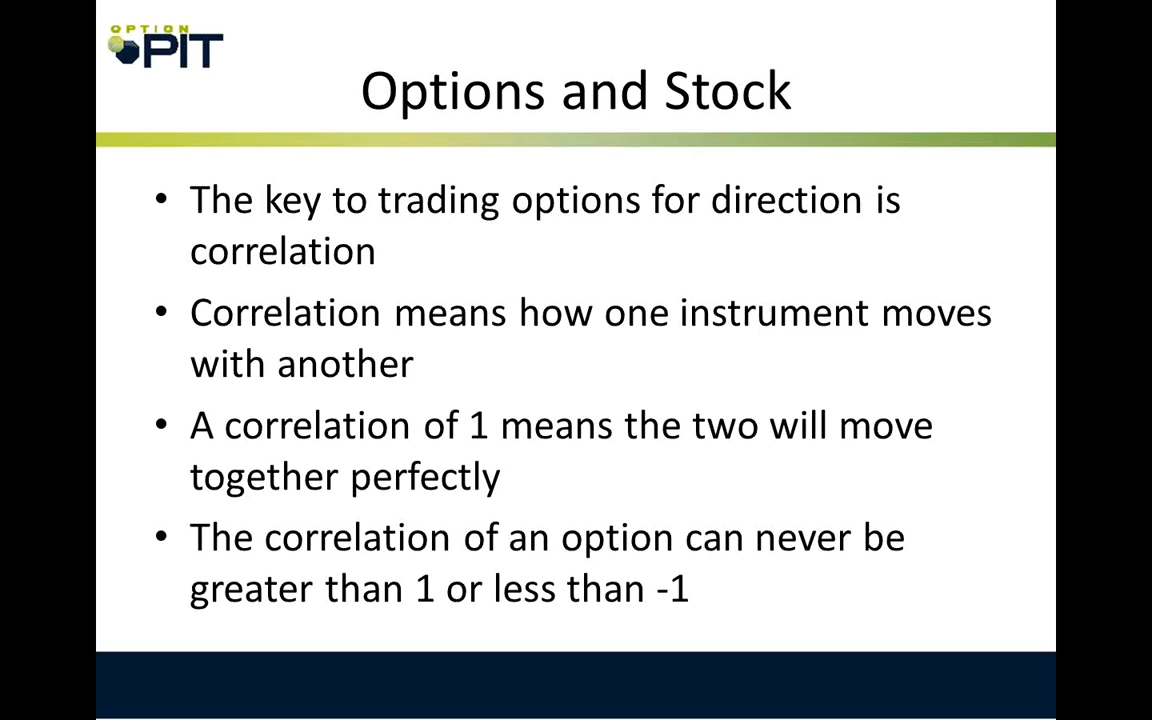 OPTION
PIT
Options and Stock
• The key to trading options for direction is
correlation
• Correlation means how one instrument moves
with another
• A correlation of 1 means the two will move
together perfectly
• The correlation of an option can never be
greater than 1 or less than -1